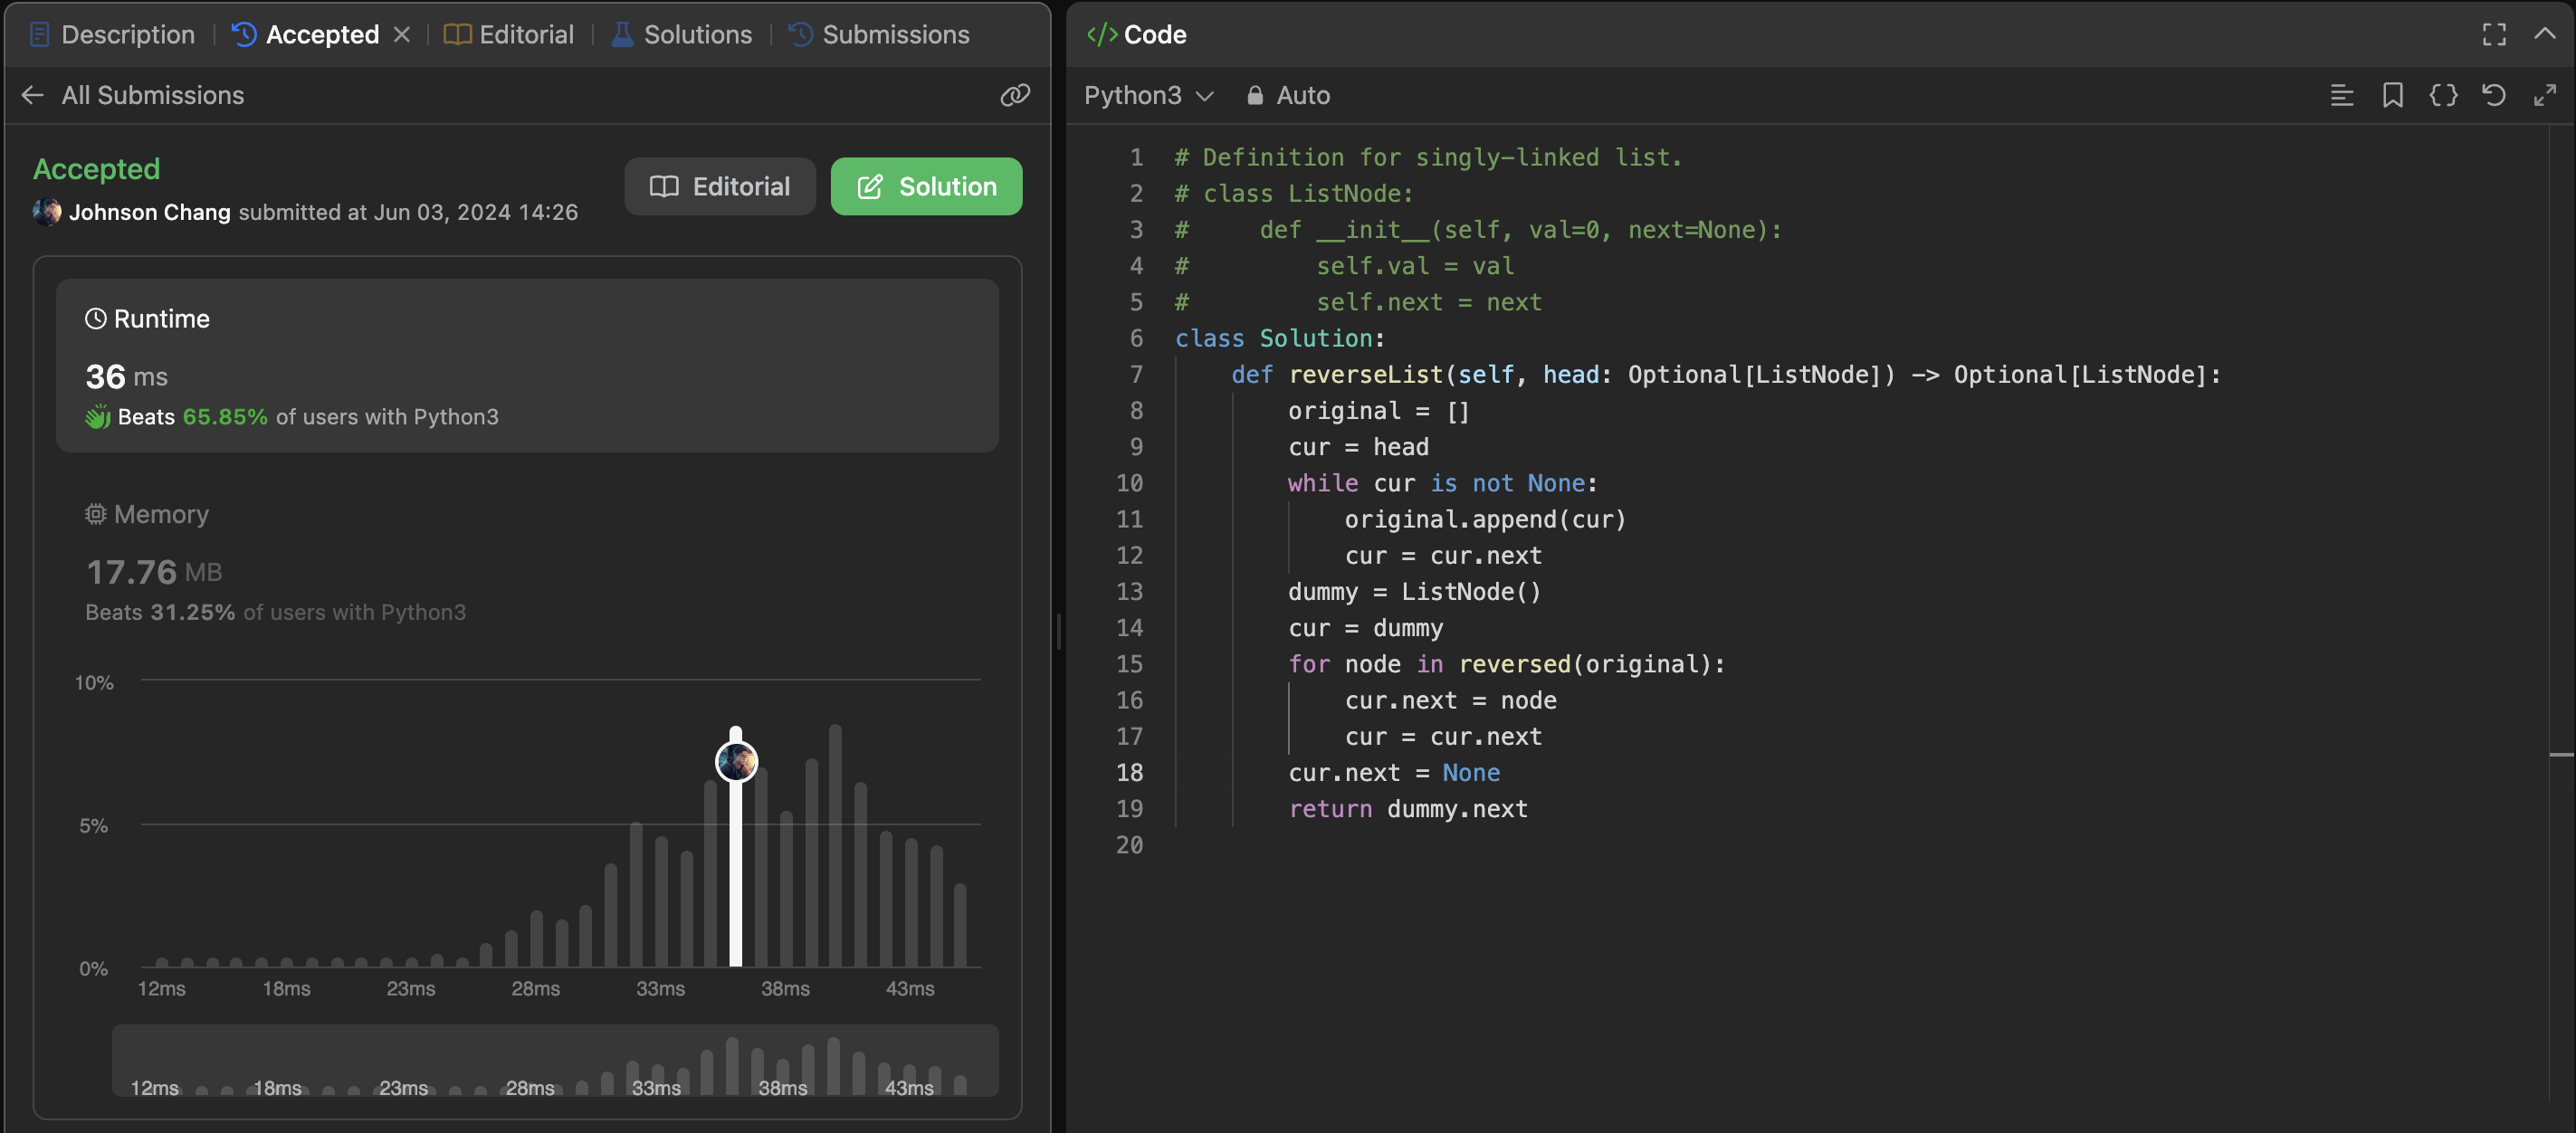 Description
Accepted
Editorial
Solutions
Submissions
All Submissions
Accepted
Johnson Chang submitted at Jun 03, 2024 14:26
Editorial
Solution
Runtime
36 ms
Beats 65.85% of users with Python3
Memory
17.76 MB
Beats 31.25% of users with Python3
10%
5%
0%
12ms 18ms 23ms 28ms 33ms 38ms 43ms
12ms 18ms 23ms 28ms 33ms 38ms 43ms
</> Code
Python3 Auto
1 # Definition for singly-linked list.
2 # class ListNode:
3 #     def __init__(self, val=0, next=None):
4 #         self.val = val
5 #         self.next = next
6 class Solution:
7     def reverseList(self, head: Optional[ListNode]) -> Optional[ListNode]:
8         original = []
9         cur = head
10         while cur is not None:
11             original.append(cur)
12             cur = cur.next
13         dummy = ListNode()
14         cur = dummy
15         for node in reversed(original):
16             cur.next = node
17             cur = cur.next
18         cur.next = None
19         return dummy.next
20